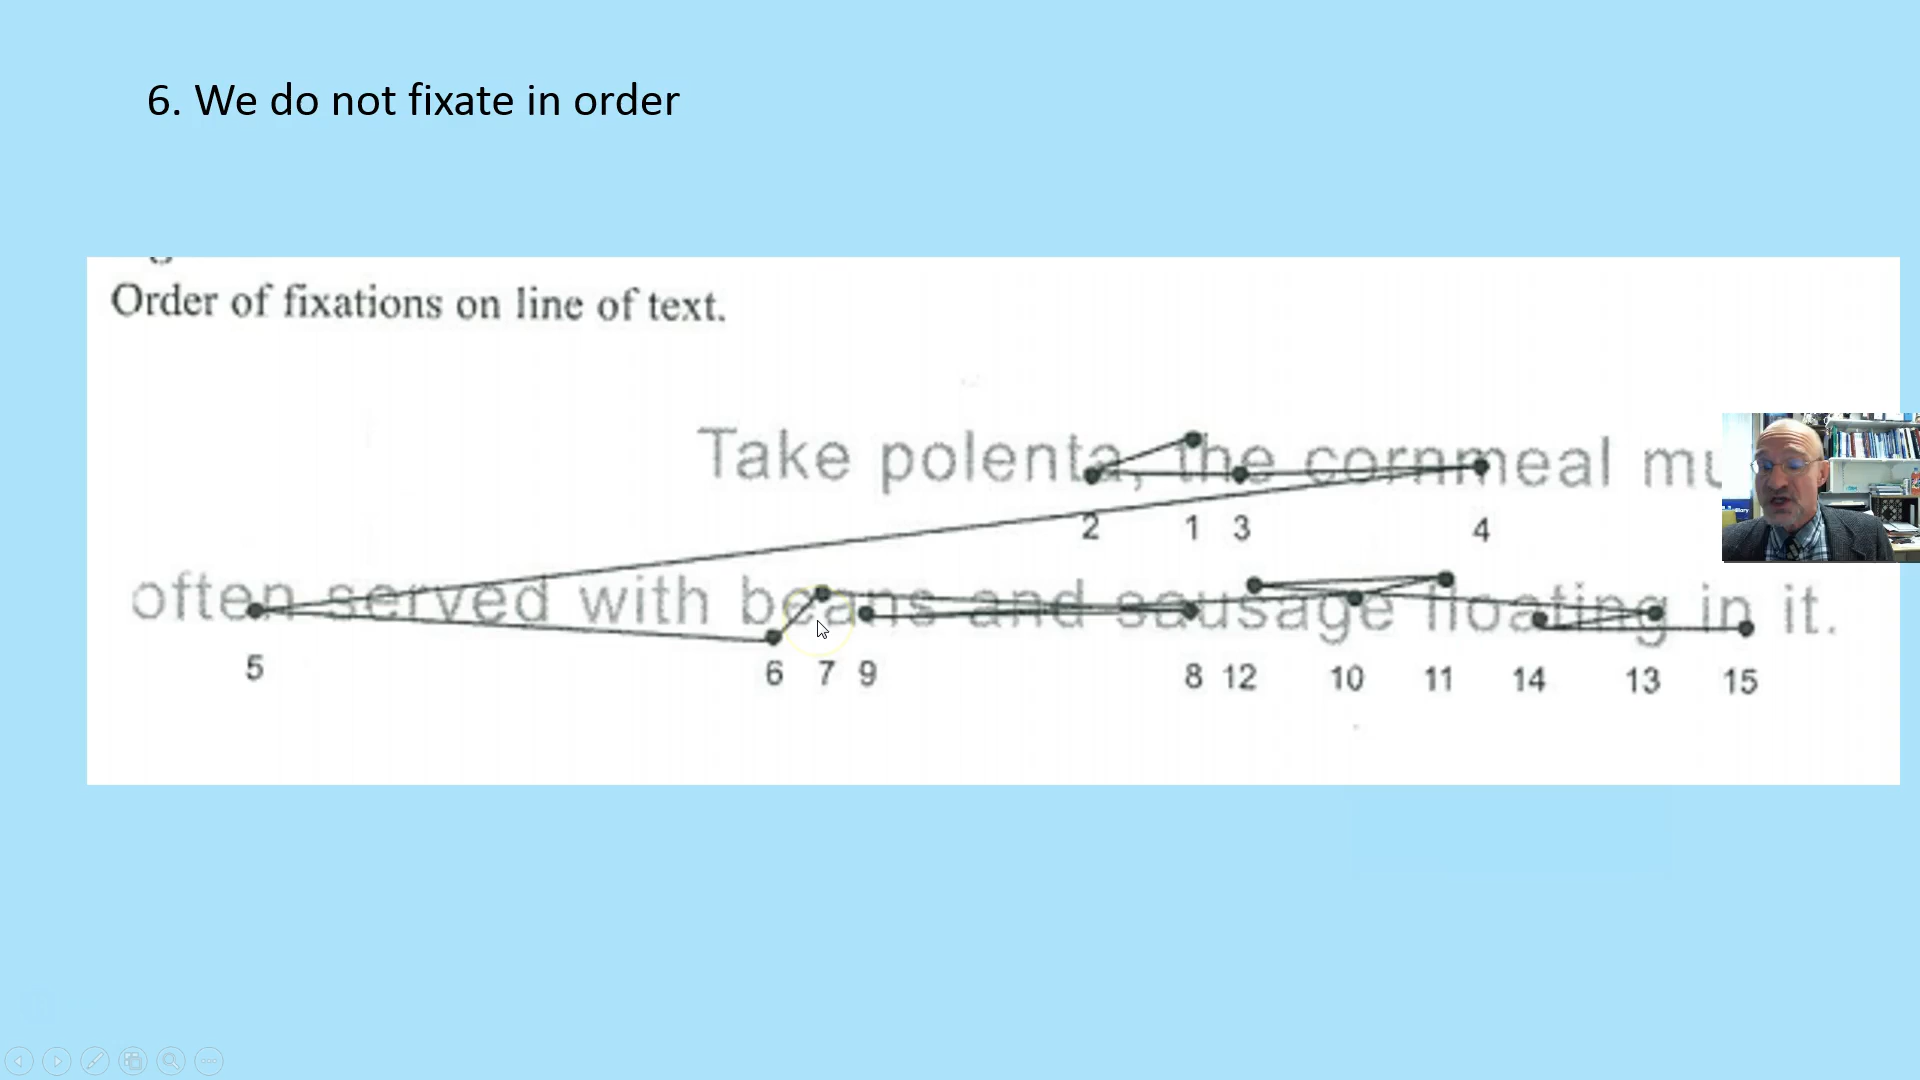 6. We do not fixate in order
Order of fixations on line of text.
Take polenta, the cornmeal mu
2 1 3 4
often served with beans and sausage floating in it.
5 6 7 9 8 12 10 11 14 13 15